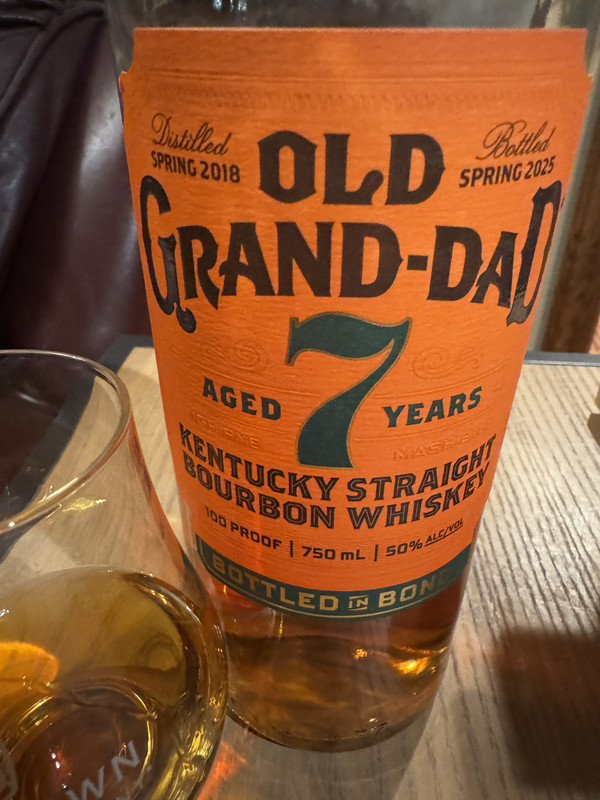 Distilled
SPRING 2018
Bottled
SPRING 2025
OLD
GRAND-DAD
7
AGED
YEARS
KENTUCKY STRAIGHT
BOURBON WHISKEY
100 PROOF | 750 mL | 50% ALC/VOL
BOTTLED IN BOND
WN